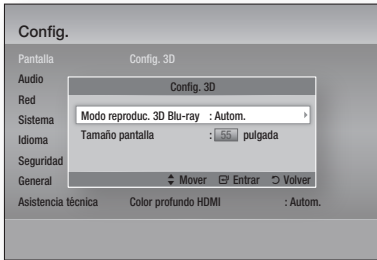 Config.
Pantalla Config. 3D
Audio
Config. 3D
Red
Modo reproduc. 3D Blu-ray : Autom.
Sistema
Tamaño pantalla : 55 pulgada
Idioma
Seguridad
General
Mover Entrar Volver
Asistencia técnica Color profundo HDMI : Autom.